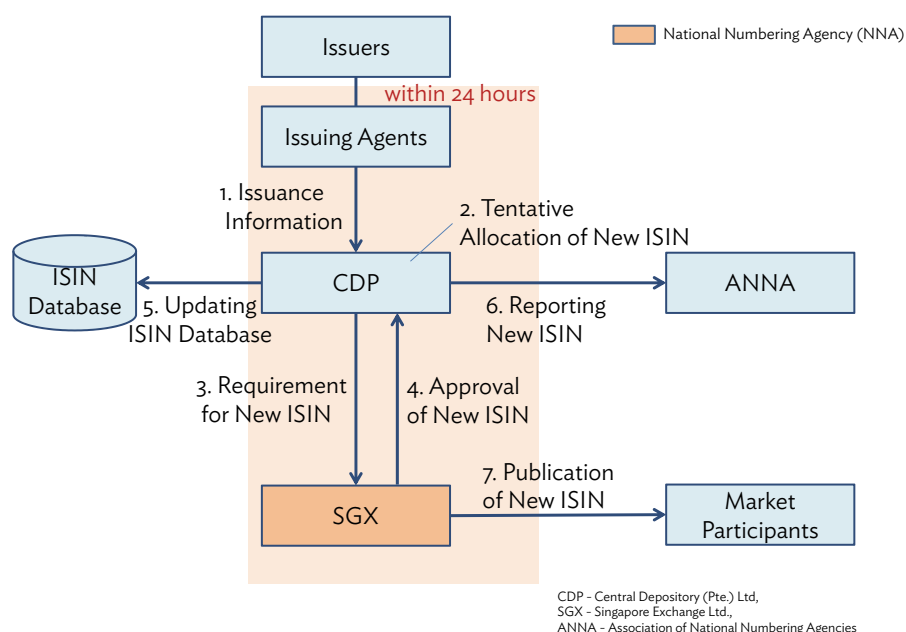 Issuers
National Numbering Agency (NNA)
within 24 hours
Issuing Agents
1. Issuance
Information
2. Tentative
Allocation of New ISIN
ISIN
Database
CDP
ANNA
5. Updating
ISIN Database
6. Reporting
New ISIN
3. Requirement
for New ISIN
4. Approval
of New ISIN
7. Publication
of New ISIN
SGX
Market
Participants
CDP - Central Depository (Pte.) Ltd,
SGX - Singapore Exchange Ltd.,
ANNA - Association of National Numbering Agencies